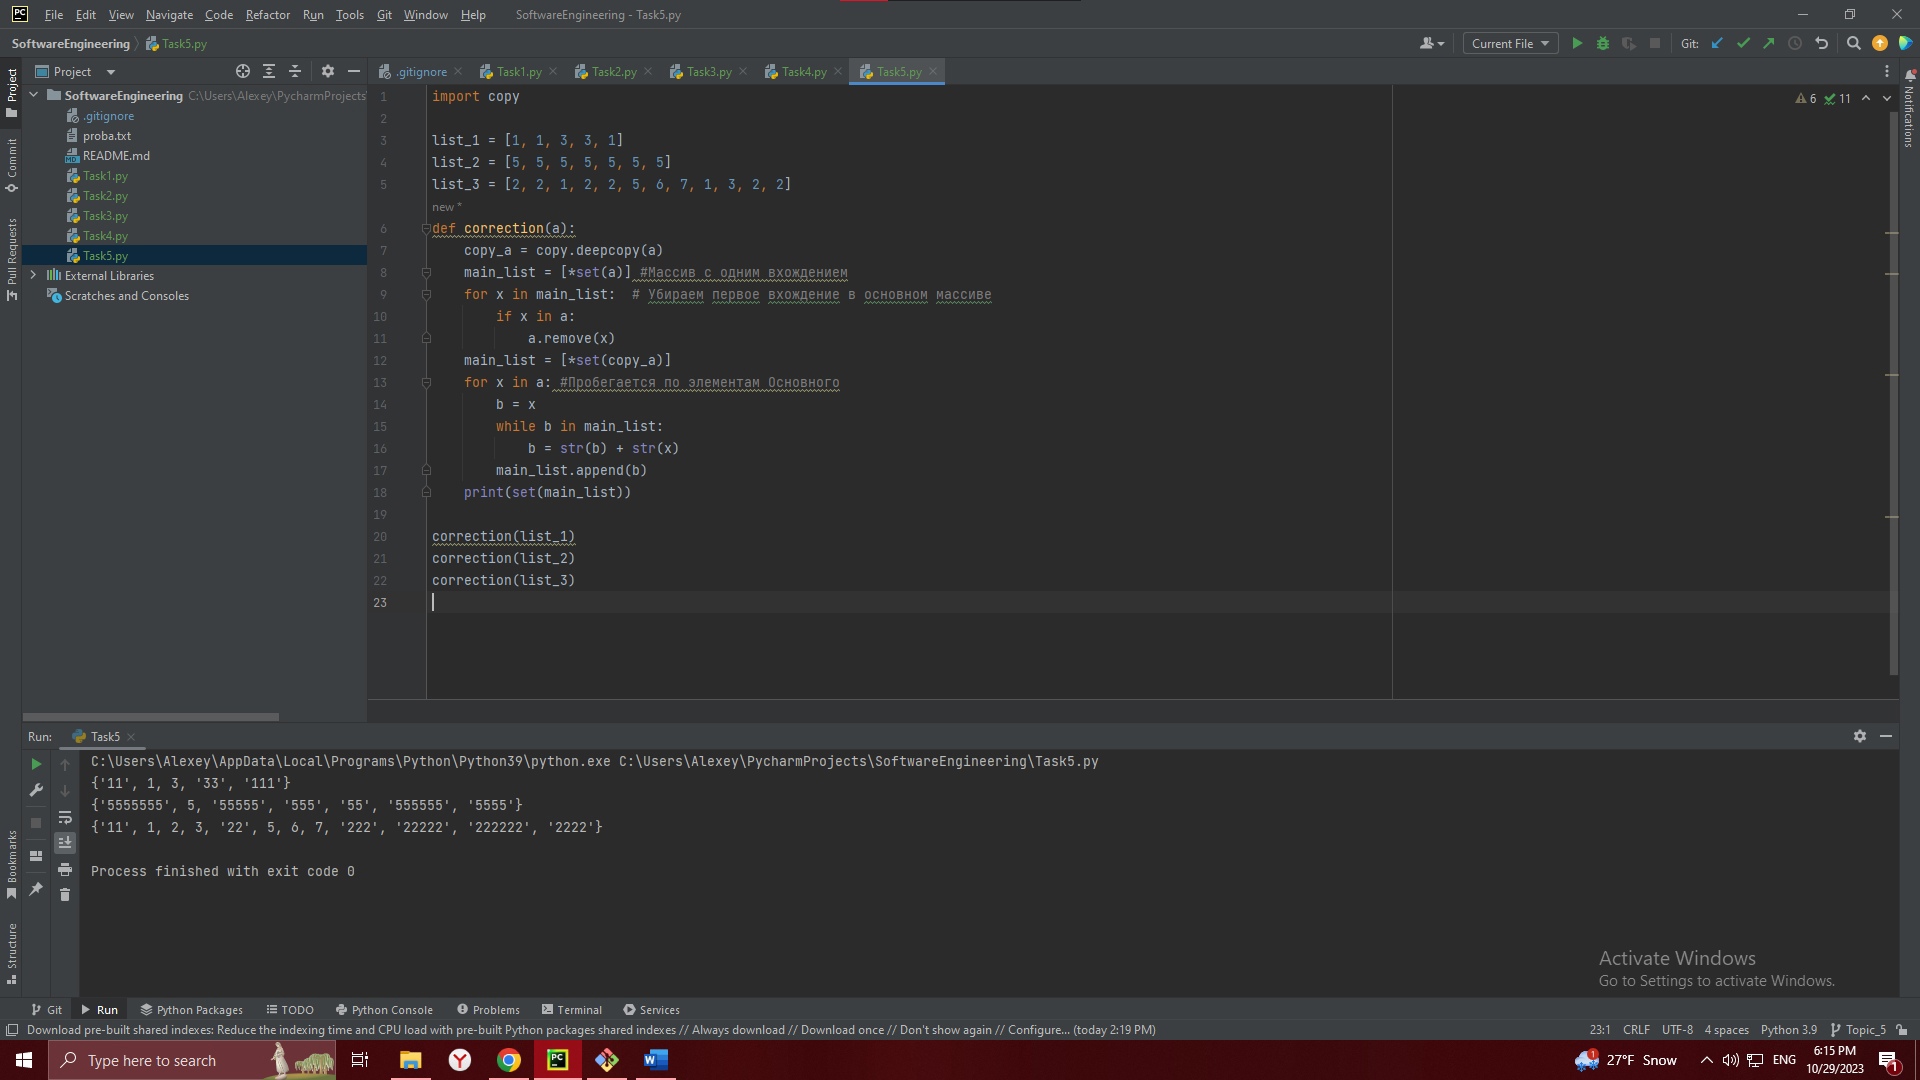 File Edit View Navigate Code Refactor Run Tools Git Window Help SoftwareEngineering - Task5.py
SoftwareEngineering Task5.py Current File Git:
Project .gitignore Task1.py Task2.py Task3.py Task4.py Task5.py
SoftwareEngineering C:\Users\Alexey\PycharmProjects
.gitignore
proba.txt
README.md
Task1.py
Task2.py
Task3.py
Task4.py
Task5.py
External Libraries
Scratches and Consoles
Project
Commit
Pull Requests
Bookmarks
Structure
Notifications
6 11
1 import copy
2
3 list_1 = [1, 1, 3, 3, 1]
4 list_2 = [5, 5, 5, 5, 5, 5, 5]
5 list_3 = [2, 2, 1, 2, 2, 5, 6, 7, 1, 3, 2, 2]
new *
6 def correction(a):
7 copy_a = copy.deepcopy(a)
8 main_list = [*set(a)] #Массив с одним вхождением
9 for x in main_list: # Убираем первое вхождение в основном массиве
10 if x in a:
11 a.remove(x)
12 main_list = [*set(copy_a)]
13 for x in a: #Пробегается по элементам Основного
14 b = x
15 while b in main_list:
16 b = str(b) + str(x)
17 main_list.append(b)
18 print(set(main_list))
19
20 correction(list_1)
21 correction(list_2)
22 correction(list_3)
23
Run: Task5
C:\Users\Alexey\AppData\Local\Programs\Python\Python39\python.exe C:\Users\Alexey\PycharmProjects\SoftwareEngineering\Task5.py
{'11', 1, 3, '33', '111'}
{'5555555', 5, '55555', '555', '55', '555555', '5555'}
{'11', 1, 2, 3, '22', 5, 6, 7, '222', '22222', '222222', '2222'}
Process finished with exit code 0
Activate Windows
Go to Settings to activate Windows.
Git Run Python Packages TODO Python Console Problems Terminal Services
Download pre-built shared indexes: Reduce the indexing time and CPU load with pre-built Python packages shared indexes // Always download // Download once // Don't show again // Configure... (today 2:19 PM) 23:1 CRLF UTF-8 4 spaces Python 3.9 Topic_5
Type here to search 27°F Snow ENG 6:15 PM
10/29/2023